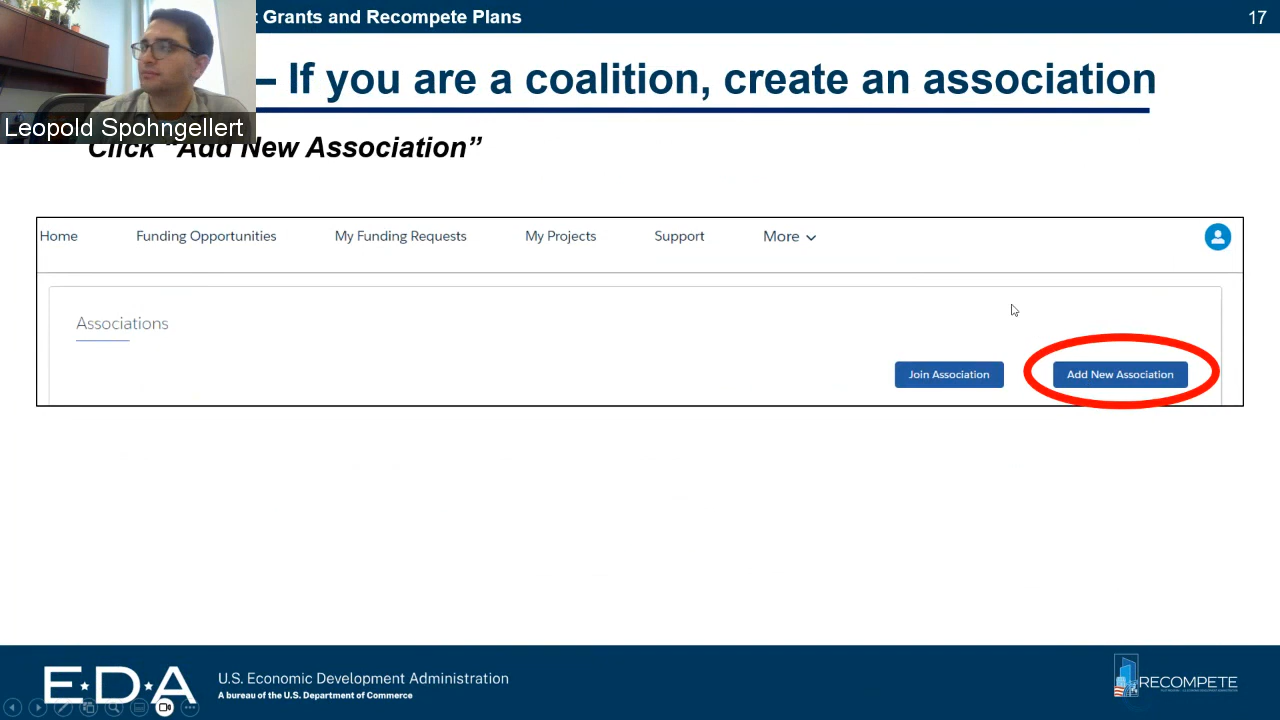 t Grants and Recompete Plans
17
– If you are a coalition, create an association
Leopold Spohngellert
Click “Add New Association”
Home Funding Opportunities My Funding Requests My Projects Support More
Associations
Join Association Add New Association
EDA U.S. Economic Development Administration
A bureau of the U.S. Department of Commerce
RECOMPETE